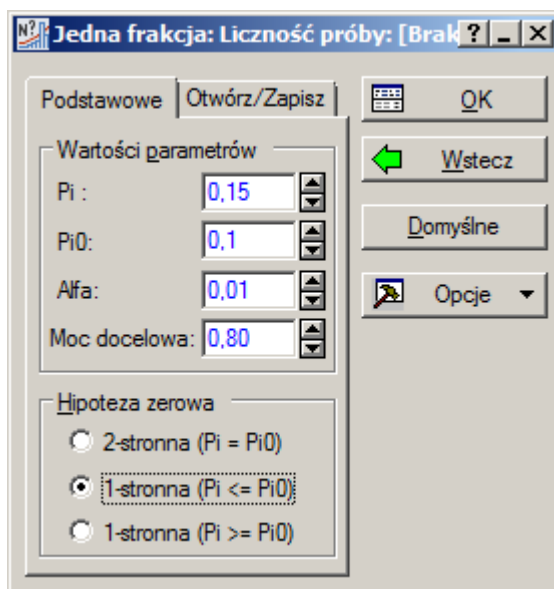 N? Jedna frakcja: Liczność próby: [Brak ? _ X
Podstawowe Otwórz/Zapisz
Wartości parametrów
Pi : 0,15
Pi0: 0,1
Alfa: 0,01
Moc docelowa: 0,80
Hipoteza zerowa
2-stronna (Pi = Pi0)
1-stronna (Pi <= Pi0)
1-stronna (Pi >= Pi0)
OK
Wstecz
Domyślne
Opcje